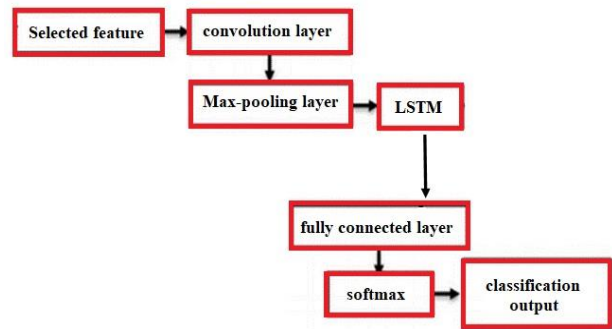 Selected feature
convolution layer
Max-pooling layer
LSTM
fully connected layer
softmax
classification
output